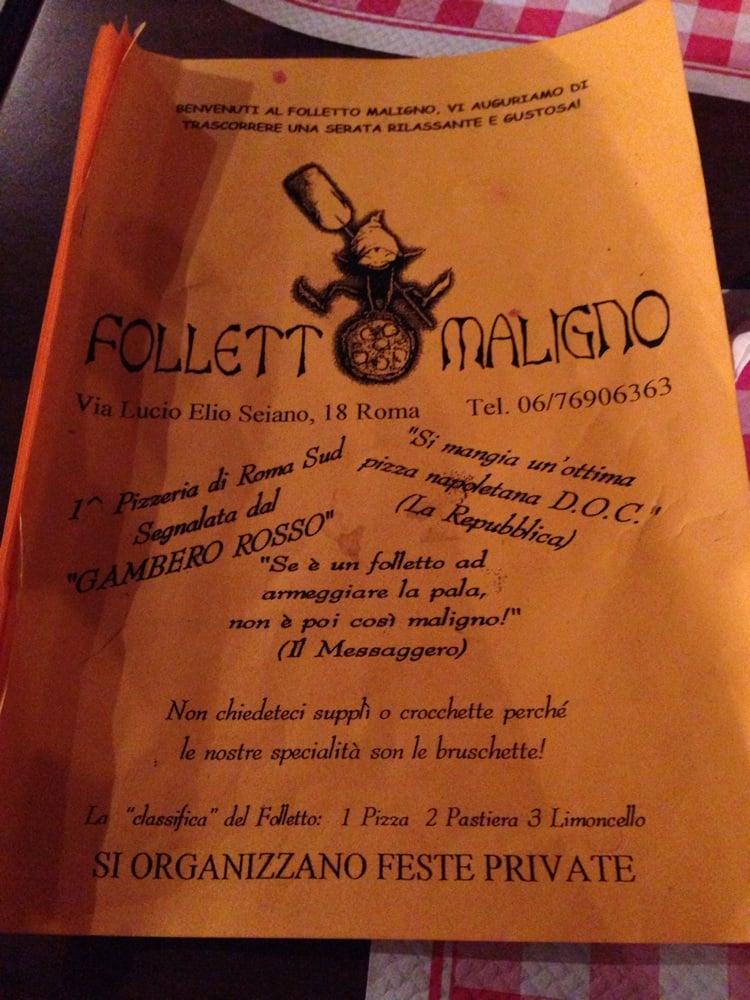 BENVENUTI AL FOLLETTO MALIGNO, VI AUGURIAMO DI
TRASCORRERE UNA SERATA RILASSANTE E GUSTOSA!
FOLLETTO MALIGNO
Via Lucio Elio Seiano, 18 Roma Tel. 06/76906363
1^ Pizzeria di Roma Sud
Segnalata dal
"GAMBERO ROSSO"
"Si mangia un'ottima
pizza napoletana D.O.C."
(La Repubblica)
"Se è un folletto ad
armeggiare la pala,
non è poi così maligno!"
(Il Messaggero)
Non chiedeteci supplì o crocchette perché
le nostre specialità son le bruschette!
La "classifica" del Folletto: 1 Pizza 2 Pastiera 3 Limoncello
SI ORGANIZZANO FESTE PRIVATE